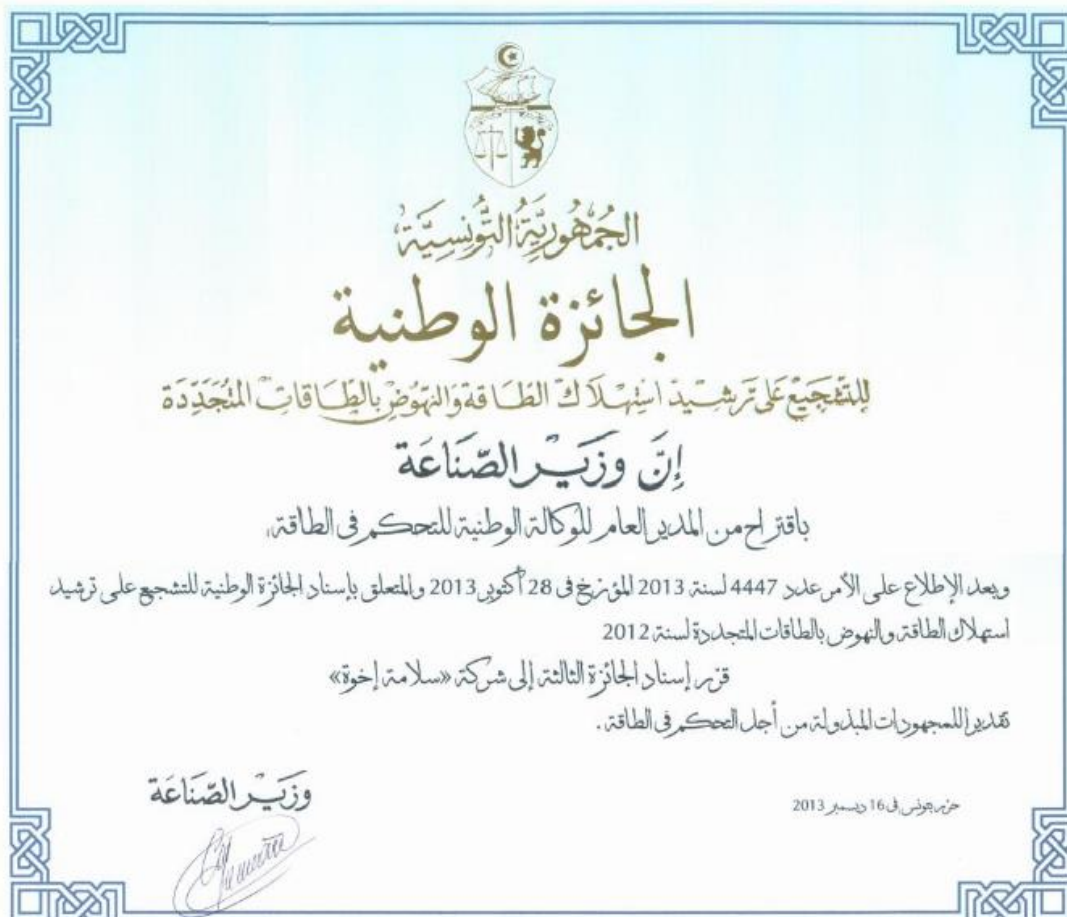 الجمهورية التونسية
الجائزة الوطنية
للتشجيع على ترشيد استهلاك الطاقة والنهوض بالطاقات المتجددة
إن وزير الصناعة
باقتراح من المدير العام للوكالة الوطنية للتحكم في الطاقة،
وبعد الإطلاع على الأمر عدد 4447 لسنة 2013 المؤرخ في 28 أكتوبر 2013 والمتعلق بإسناد الجائزة الوطنية للتشجيع على ترشيد
استهلاك الطاقة والنهوض بالطاقات المتجددة لسنة 2012
قرر إسناد الجائزة الثالثة إلى شركة «سلامة إخوة»
تقديرا للمجهودات المبذولة من أجل التحكم في الطاقة.
وزير الصناعة
حرر بتونس في 16 ديسمبر 2013